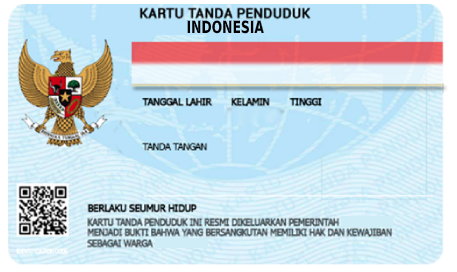 KARTU TANDA PENDUDUK
INDONESIA
TANGGAL LAHIR KELAMIN TINGGI
TANDA TANGAN
BERLAKU SEUMUR HIDUP
KARTU TANDA PENDUDUK INI RESMI DIKELUARKAN PEMERINTAH
MENJADI BUKTI BAHWA YANG BERSANGKUTAN MEMILIKI HAK DAN KEWAJIBAN
SEBAGAI WARGA